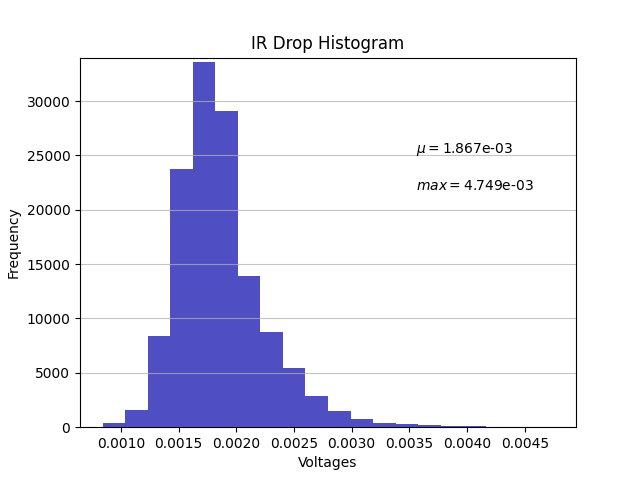 IR Drop Histogram
30000
25000
20000
15000
10000
5000
0
Frequency
μ = 1.867e-03
max = 4.749e-03
0.0010 0.0015 0.0020 0.0025 0.0030 0.0035 0.0040 0.0045
Voltages